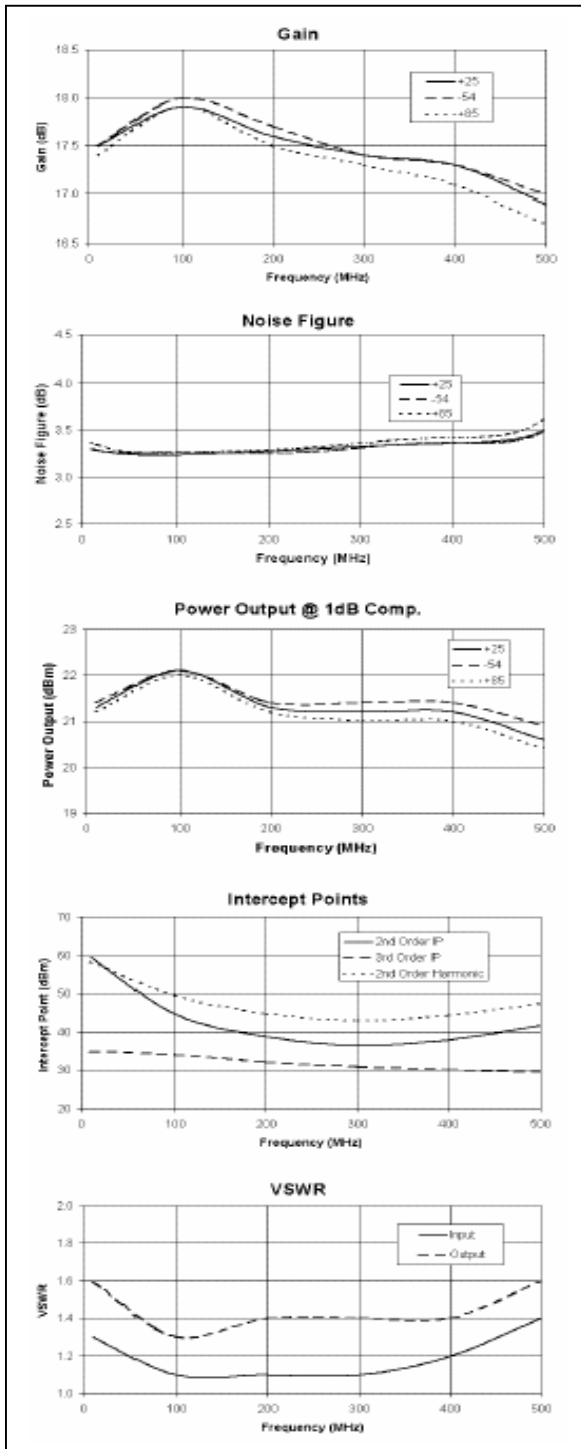 Gain
18.5
18.0
17.5
17.0
16.5
Gain (dB)
+25
-54
+85
0 100 200 300 400 500
Frequency (MHz)
Noise Figure
4.5
4.0
3.5
3.0
2.5
Noise Figure (dB)
+25
-54
+85
0 100 200 300 400 500
Frequency (MHz)
Power Output @ 1dB Comp.
23
22
21
20
19
Power Output (dBm)
+25
-54
+85
0 100 200 300 400 500
Frequency (MHz)
Intercept Points
70
60
50
40
30
20
Intercept Point (dBm)
2nd Order IP
3rd Order IP
2nd Order Harmonic
0 100 200 300 400 500
Frequency (MHz)
VSWR
2.0
1.8
1.6
1.4
1.2
1.0
VSWR
Input
Output
0 100 200 300 400 500
Frequency (MHz)